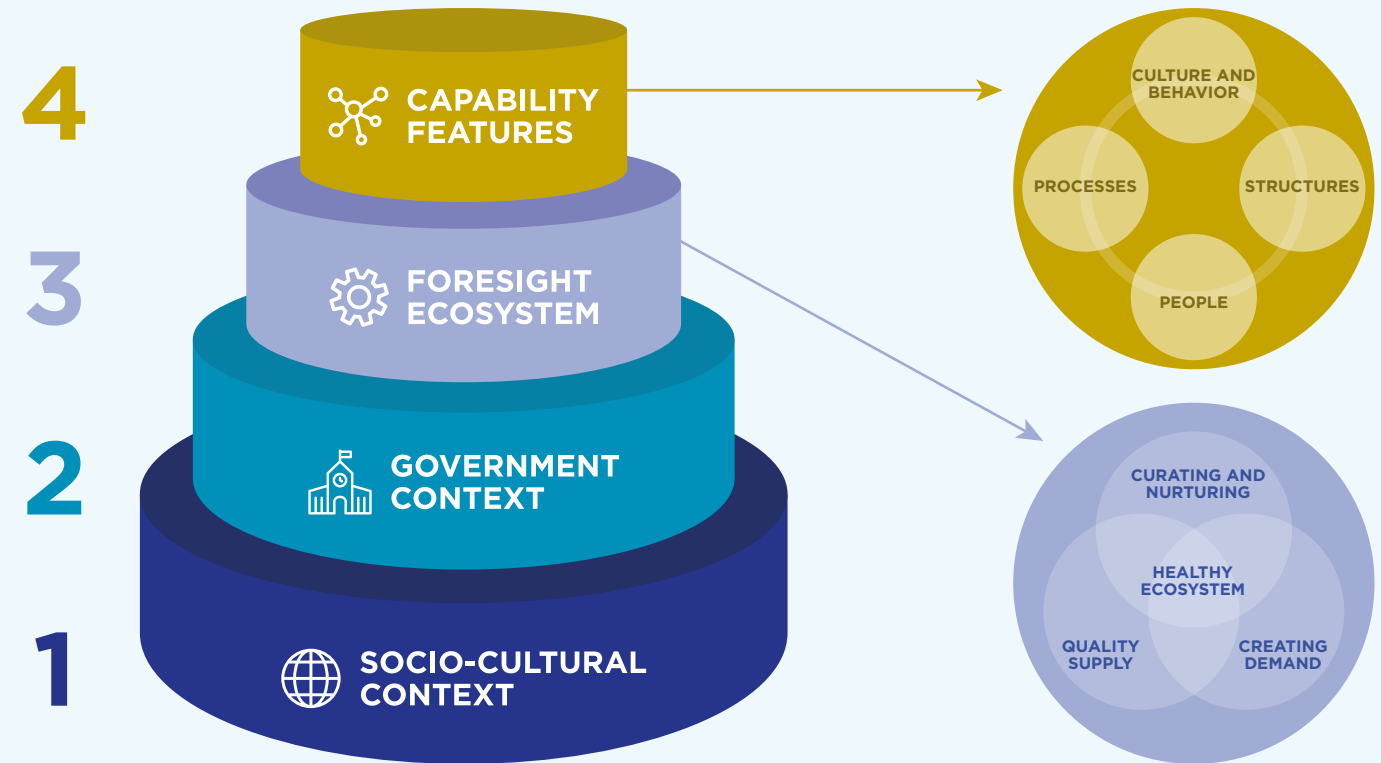 4
CAPABILITY
FEATURES
3
FORESIGHT
ECOSYSTEM
2
GOVERNMENT
CONTEXT
1
SOCIO-CULTURAL
CONTEXT
CULTURE AND
BEHAVIOR
PROCESSES
STRUCTURES
PEOPLE
CURATING AND
NURTURING
HEALTHY
ECOSYSTEM
QUALITY
SUPPLY
CREATING
DEMAND